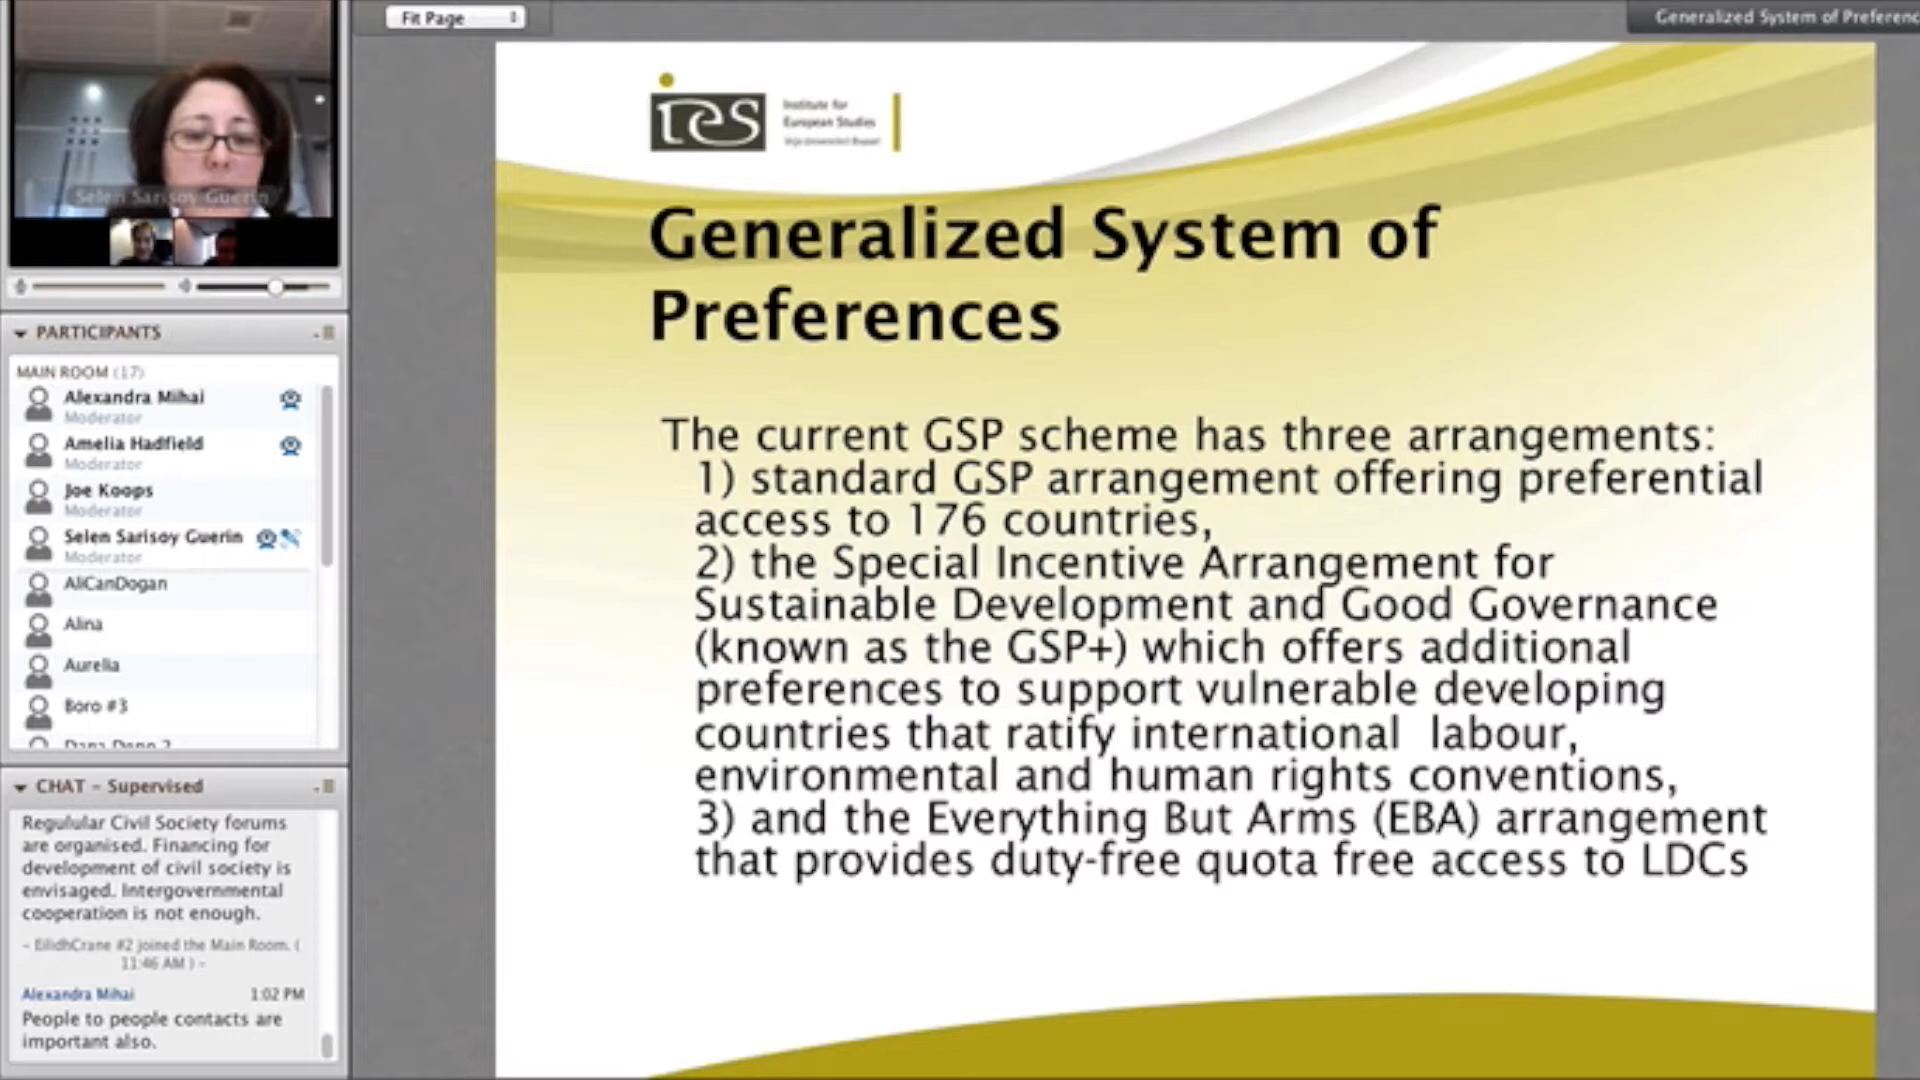 Fit Page
Generalized System of Preferenc
Selen Sarisoy Guerin
PARTICIPANTS
MAIN ROOM (17)
Alexandra Mihai
Moderator
Amelia Hadfield
Moderator
Joe Koops
Moderator
Selen Sarisoy Guerin
Moderator
AliCanDogan
Alina
Aurelia
Boro #3
CHAT - Supervised
Regulular Civil Society forums
are organised. Financing for
development of civil society is
envisaged. Intergovernmental
cooperation is not enough.
- EilidhCrane #2 joined the Main Room. (
11:46 AM ) -
Alexandra Mihai 1:02 PM
People to people contacts are
important also.
ies
Institute for
European Studies
Vrije Universiteit Brussel
Generalized System of
Preferences
The current GSP scheme has three arrangements:
1) standard GSP arrangement offering preferential
access to 176 countries,
2) the Special Incentive Arrangement for
Sustainable Development and Good Governance
(known as the GSP+) which offers additional
preferences to support vulnerable developing
countries that ratify international labour,
environmental and human rights conventions,
3) and the Everything But Arms (EBA) arrangement
that provides duty-free quota free access to LDCs